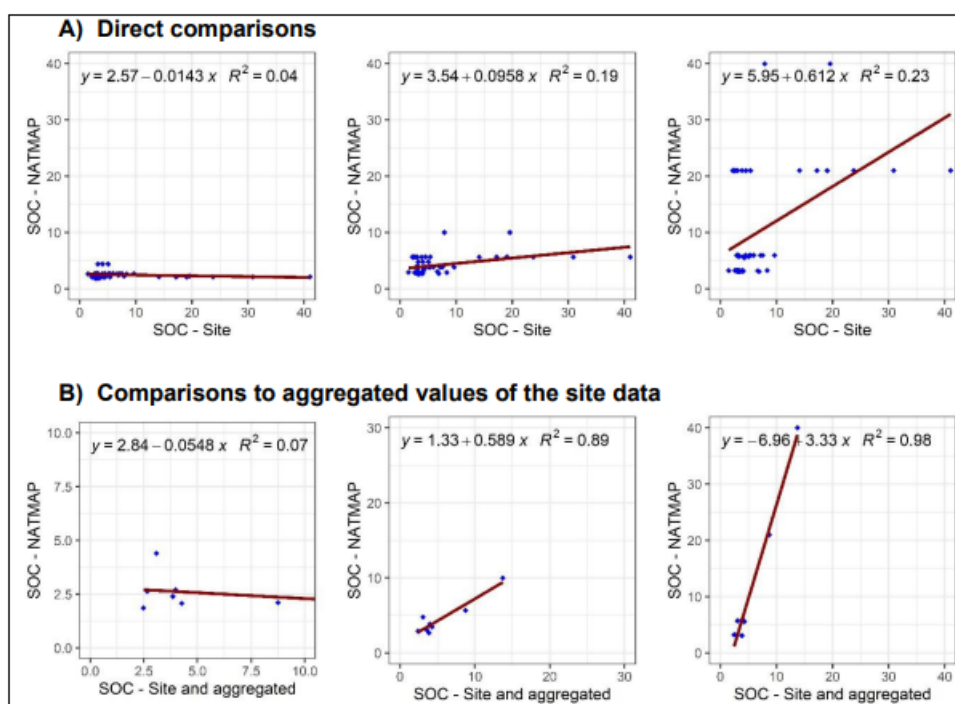 A) Direct comparisons
y = 2.57 − 0.0143 x R² = 0.04
40
30
20
10
0
SOC - NATMAP
0 10 20 30 40
SOC - Site
y = 3.54 + 0.0958 x R² = 0.19
40
30
20
10
0
SOC - NATMAP
0 10 20 30 40
SOC - Site
y = 5.95 + 0.612 x R² = 0.23
40
30
20
10
0
SOC - NATMAP
0 10 20 30 40
SOC - Site
B) Comparisons to aggregated values of the site data
y = 2.84 − 0.0548 x R² = 0.07
10.0
7.5
5.0
2.5
0.0
SOC - NATMAP
0.0 2.5 5.0 7.5 10.0
SOC - Site and aggregated
y = 1.33 + 0.589 x R² = 0.89
30
20
10
0
SOC - NATMAP
0 10 20 30
SOC - Site and aggregated
y = −6.96 + 3.33 x R² = 0.98
40
30
20
10
0
SOC - NATMAP
0 10 20 30 40
SOC - Site and aggregated